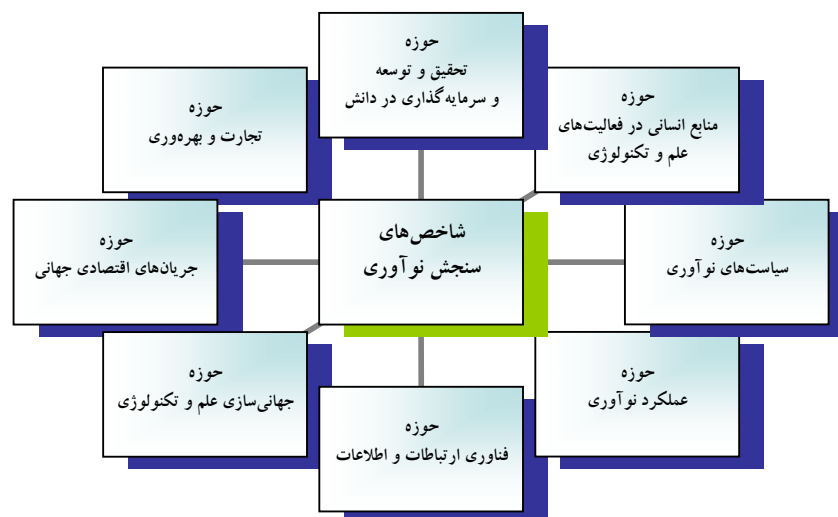 حوزه
تحقیق و توسعه
و سرمایه‌گذاری در دانش
حوزه
منابع انسانی در فعالیت‌های
علم و تکنولوژی
حوزه
تجارت و بهره‌وری
شاخص‌های
سنجش نوآوری
حوزه
سیاست‌های نوآوری
حوزه
جریان‌های اقتصادی جهانی
حوزه
عملکرد نوآوری
حوزه
جهانی‌سازی علم و تکنولوژی
حوزه
فناوری ارتباطات و اطلاعات